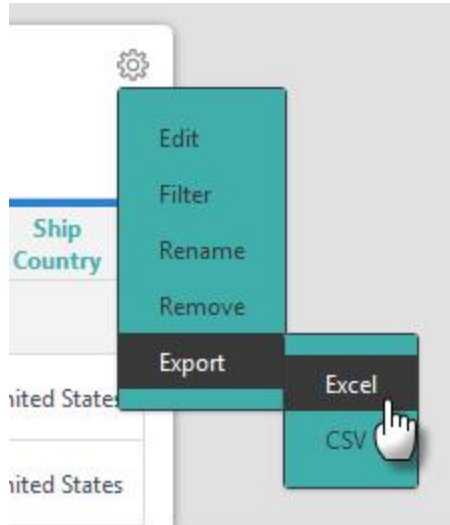 Edit
Filter
Ship
Country
Rename
Remove
Export
Excel
nited States
CSV
nited States